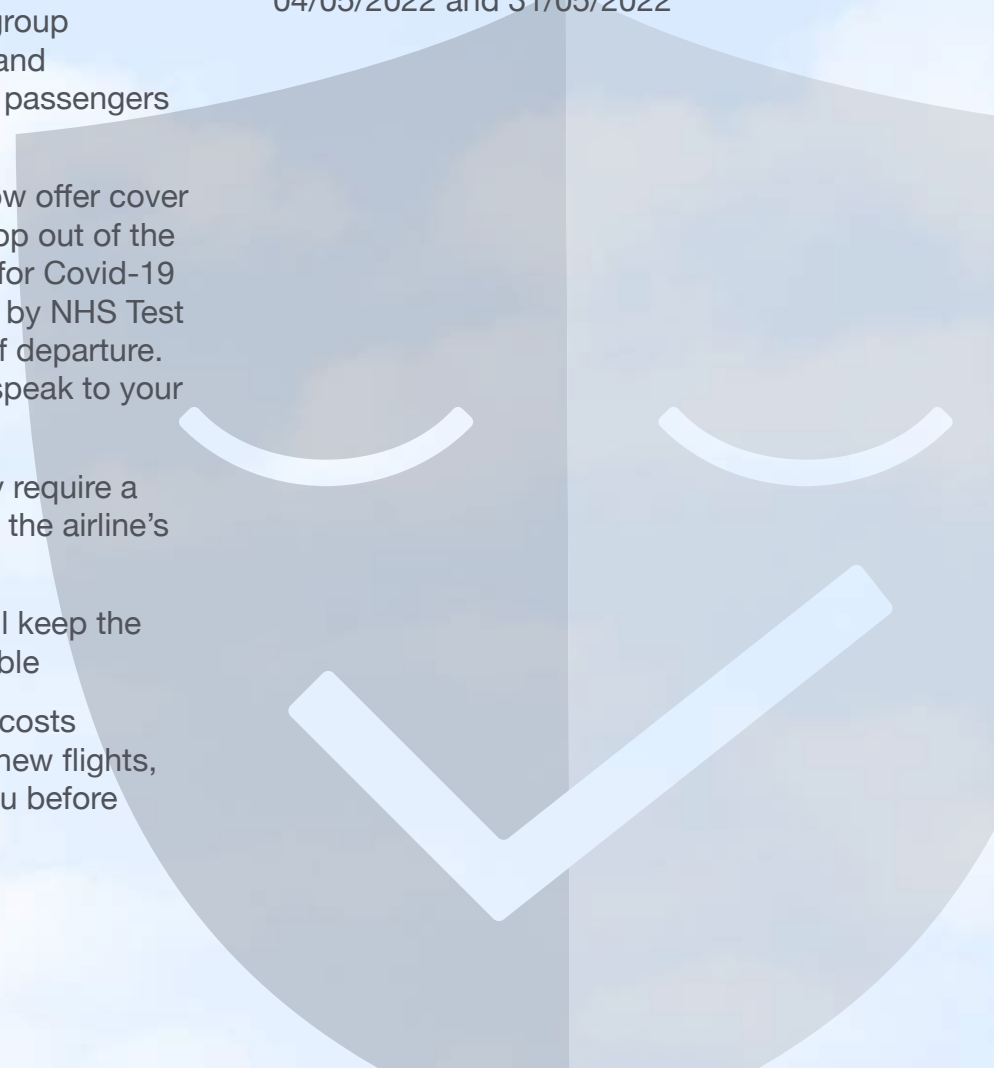 04/05/2022 and 31/05/2022
group
and
passengers
ow offer cover
op out of the
for Covid-19
by NHS Test
f departure.
speak to your
y require a
the airline's
l keep the
ble
costs
new flights,
u before